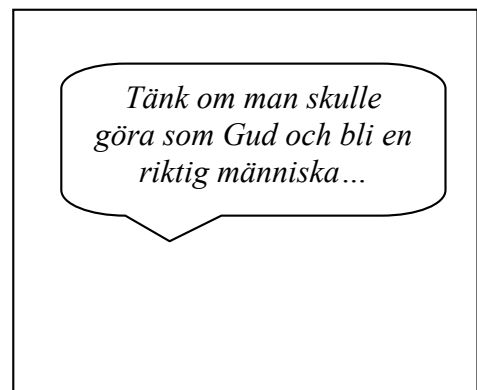 Tänk om man skulle
göra som Gud och bli en
riktig människa…